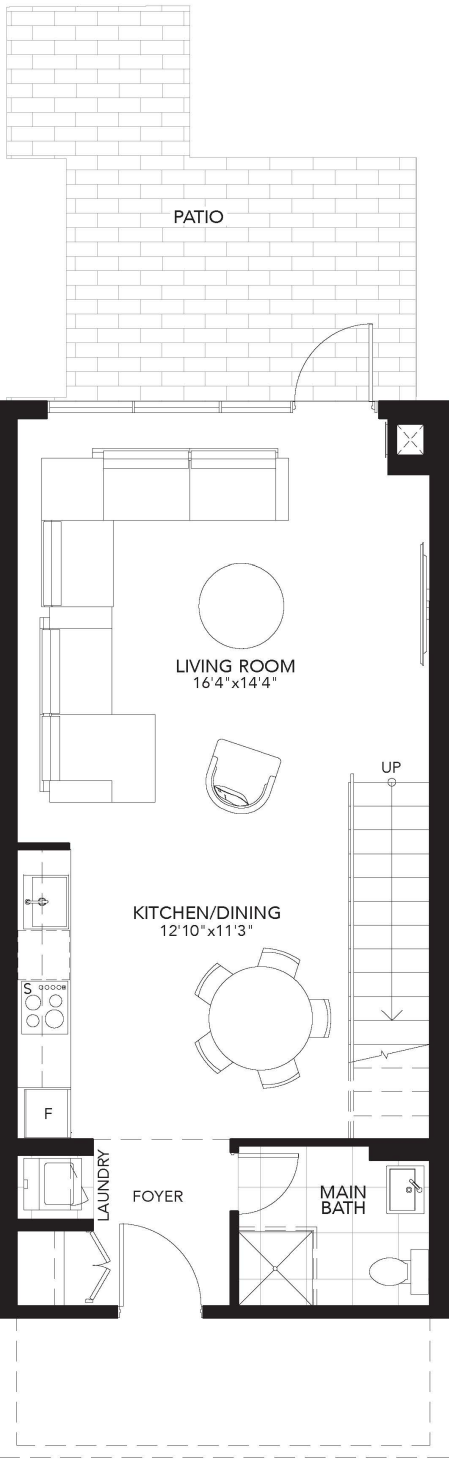 PATIO
LIVING ROOM
16'4"x14'4"
UP
KITCHEN/DINING
12'10"x11'3"
S
F
LAUNDRY
FOYER
MAIN
BATH